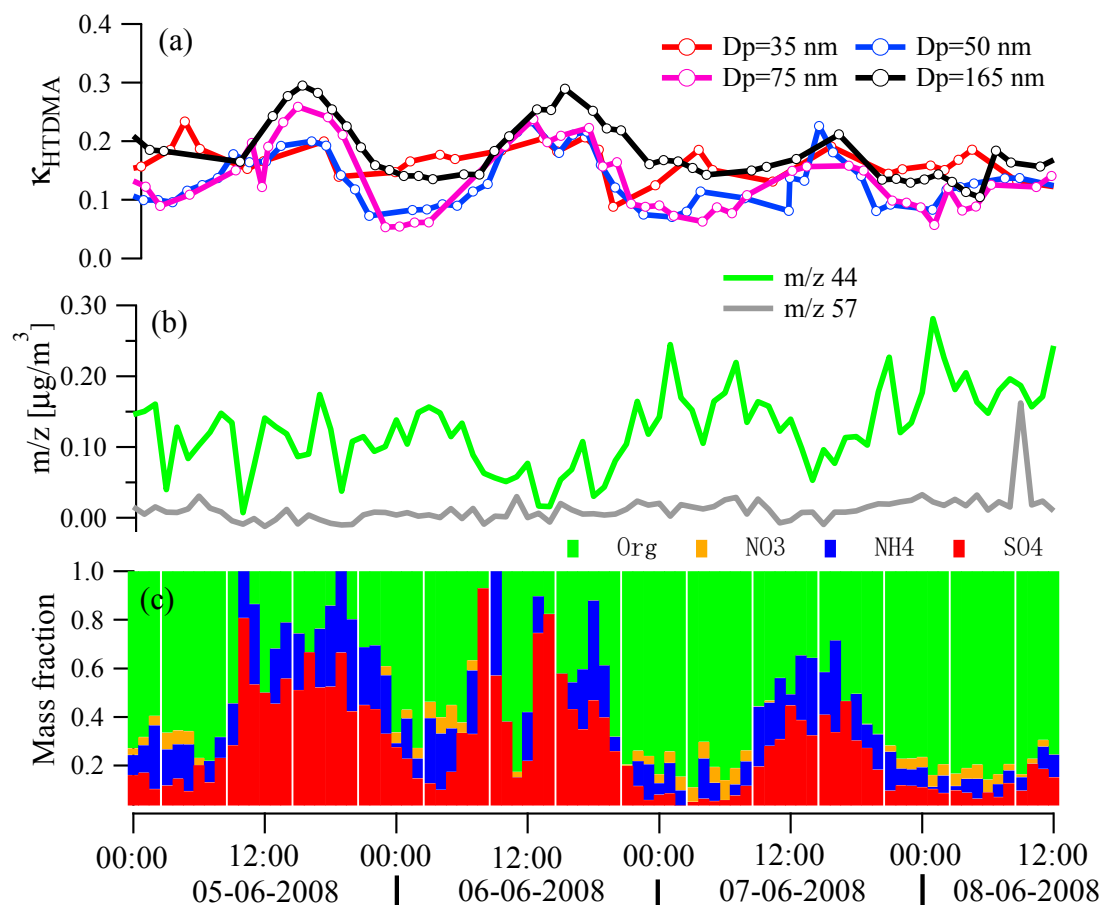 (a)
Dp=35 nm Dp=50 nm
Dp=75 nm Dp=165 nm
κHTDMA
0.4
0.3
0.2
0.1
0.0
m/z 44
m/z 57
(b)
m/z [μg/m³]
0.30
0.20
0.10
0.00
Org NO3 NH4 SO4
(c)
Mass fraction
1.0
0.8
0.6
0.4
0.2
00:00 12:00 00:00 12:00 00:00 12:00 00:00 12:00
05-06-2008 06-06-2008 07-06-2008 08-06-2008